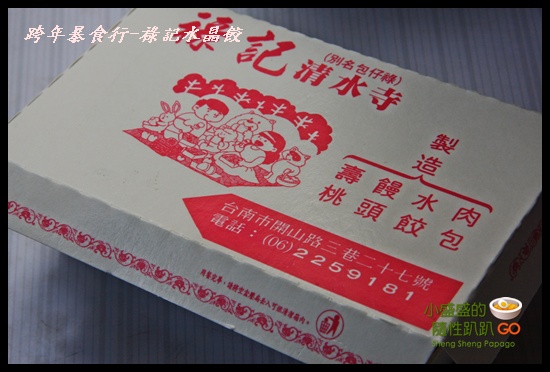 跨年暴食行-祿記水晶餃
祿記
(別名包仔祿)
清水寺
製造
肉包
水餃
饅頭
壽桃
台南市開山路三巷二十七號
電話:(06)2259181
小盛盛的
GO
Sheng Sheng Papago